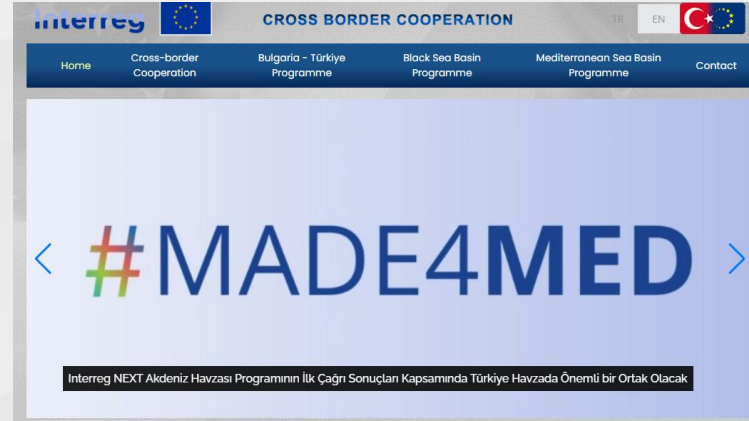 Interreg
CROSS BORDER COOPERATION
TR EN
Home
Cross-border
Cooperation
Bulgaria - Türkiye
Programme
Black Sea Basin
Programme
Mediterranean Sea Basin
Programme
Contact
#MADE4MED
Interreg NEXT Akdeniz Havzası Programının İlk Çağrı Sonuçları Kapsamında Türkiye Havzada Önemli bir Ortak Olacak